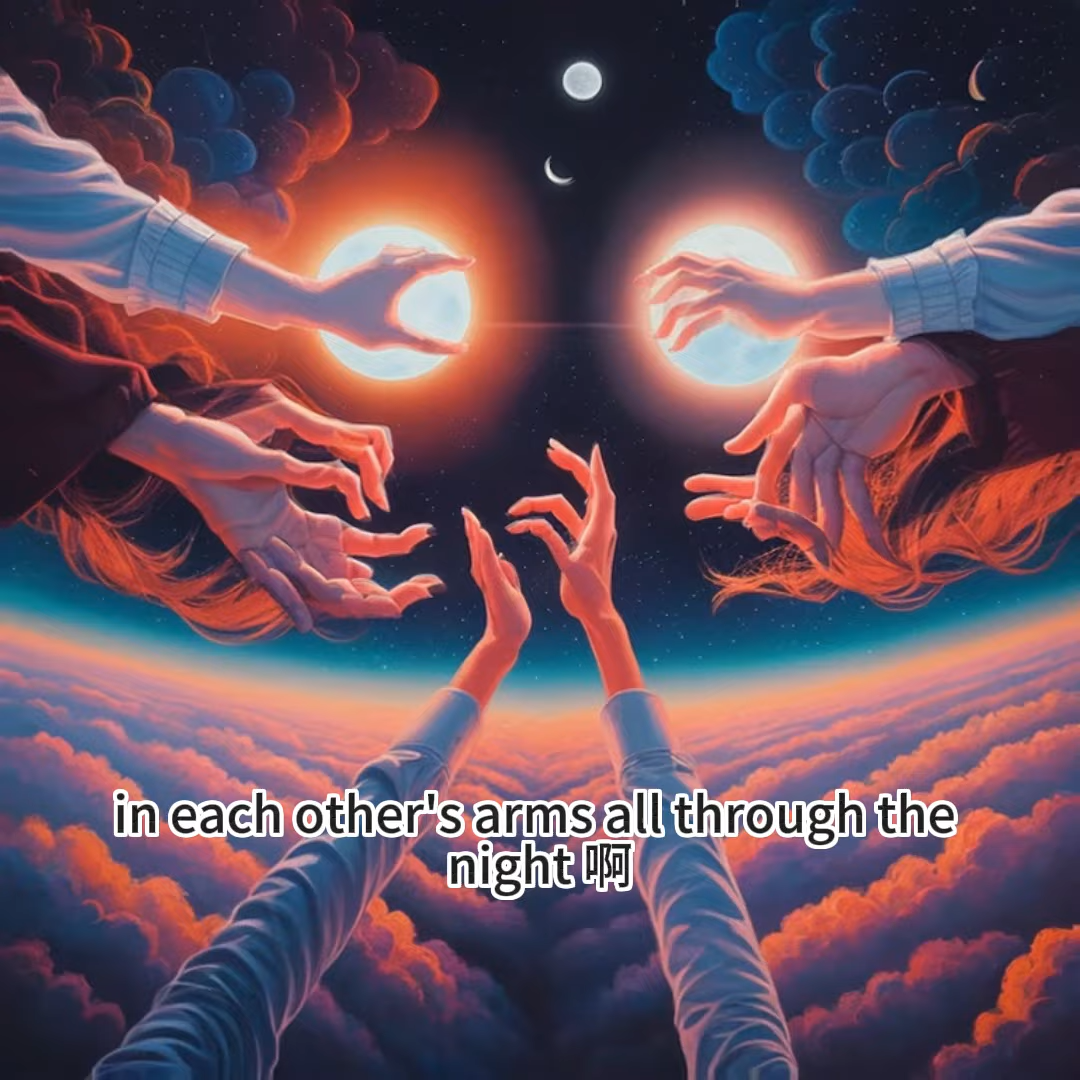 in each other's arms all through the
night 啊